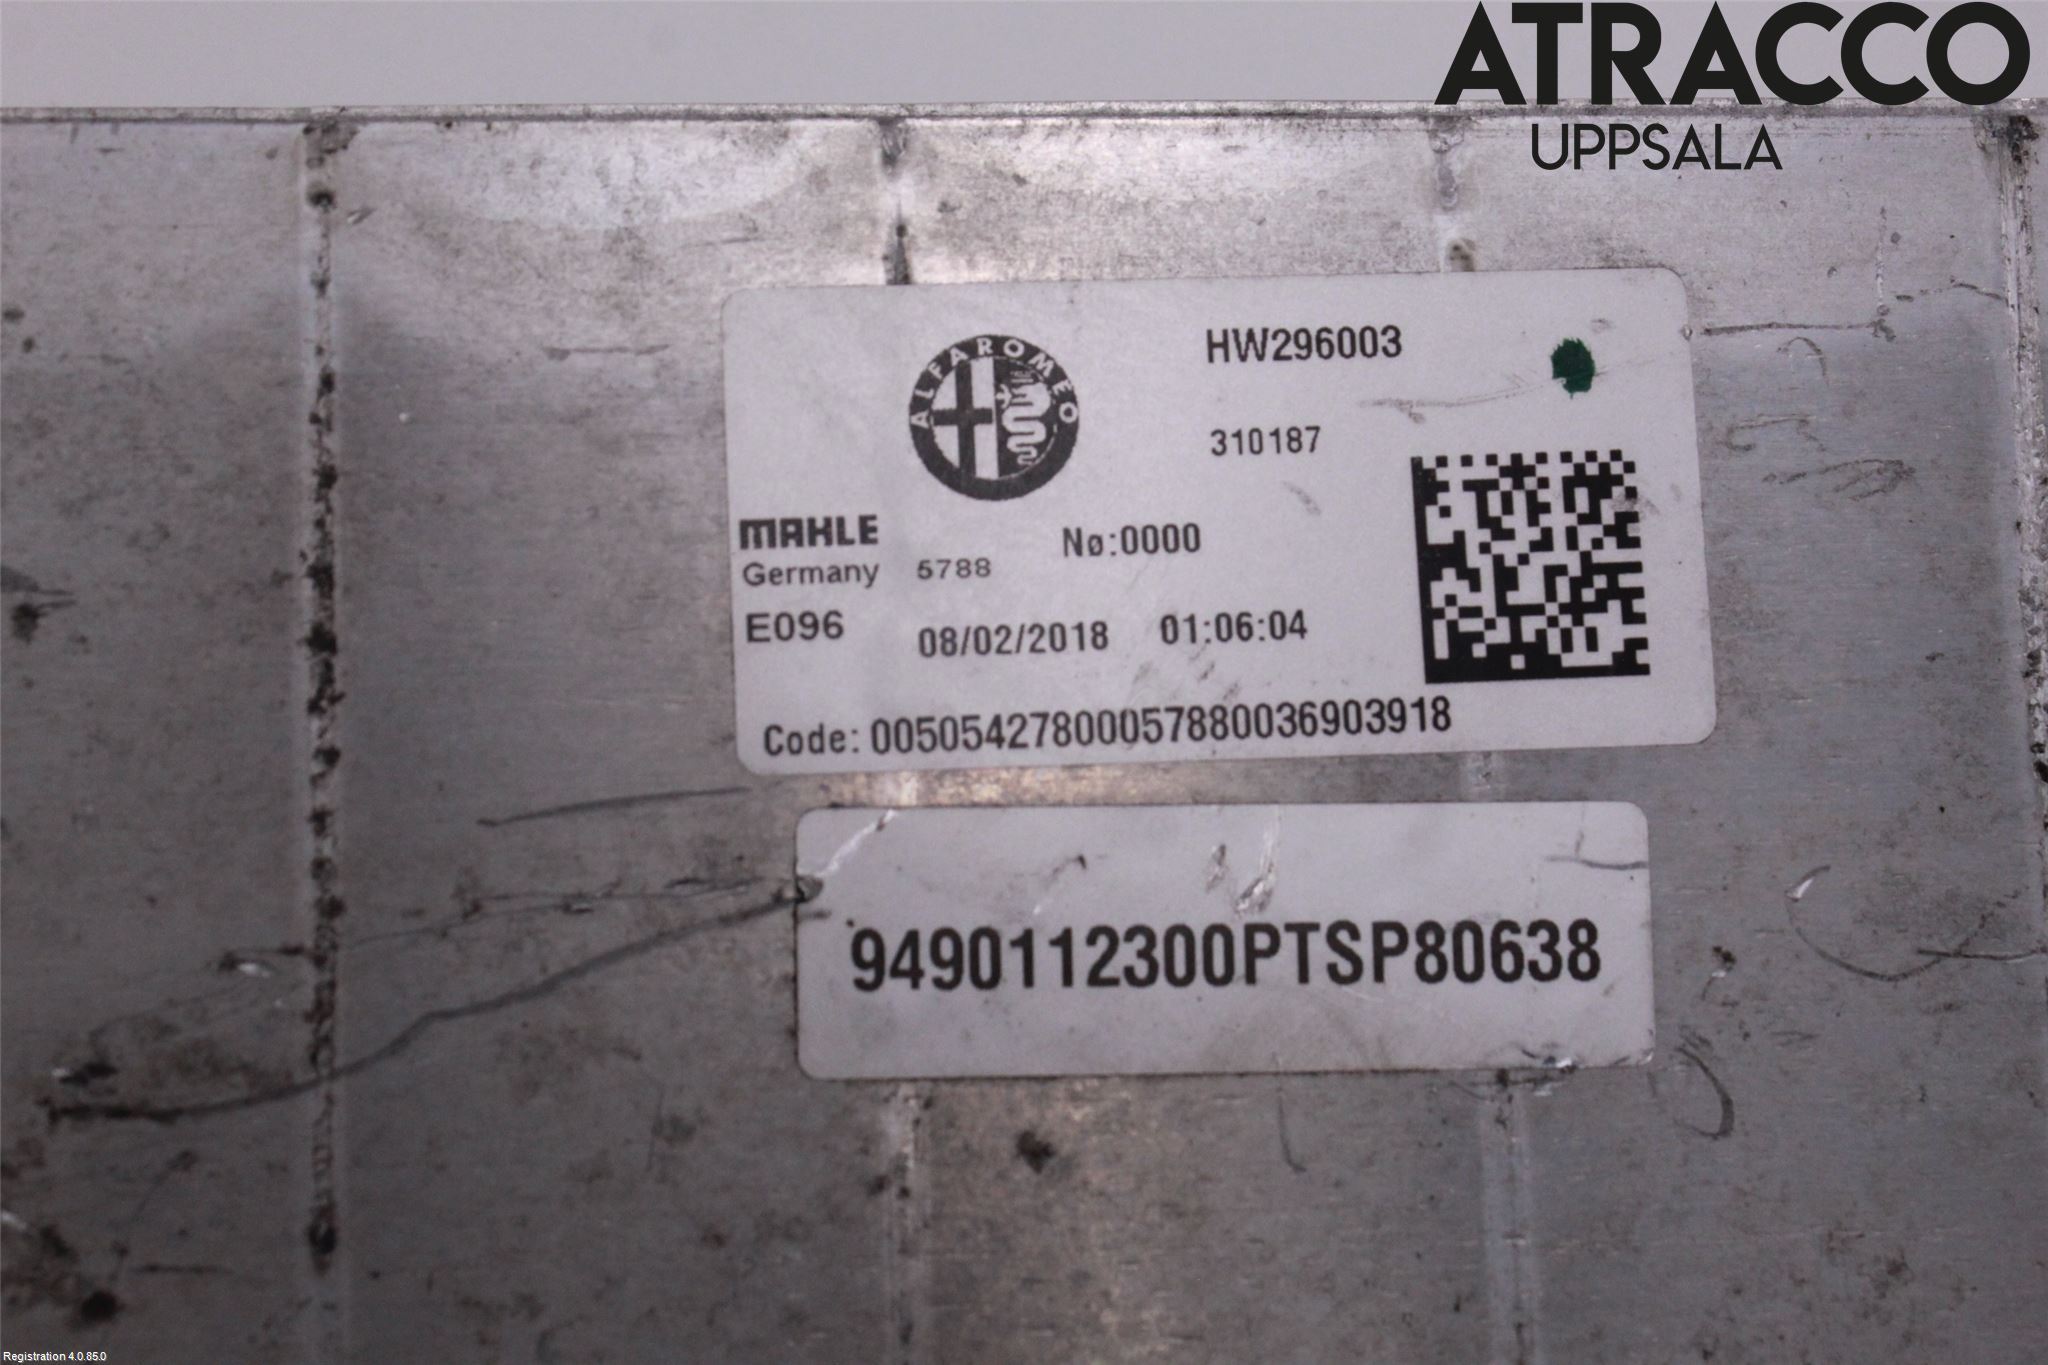 ATRACCO
UPPSALA
ALFA ROMEO
HW296003
310187
MAHLE
Germany
5788
Nø:0000
E096
08/02/2018
01:06:04
Code: 00505427800057880036903918
9490112300PTSP80638
Registration 4.0.85.0